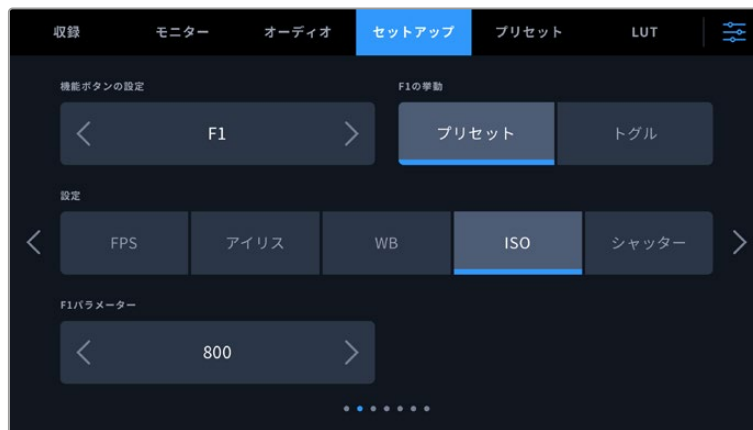 収録 モニター オーディオ セットアップ プリセット LUT
機能ボタンの設定 F1の挙動
F1 プリセット トグル
設定
FPS アイリス WB ISO シャッター
F1パラメーター
800